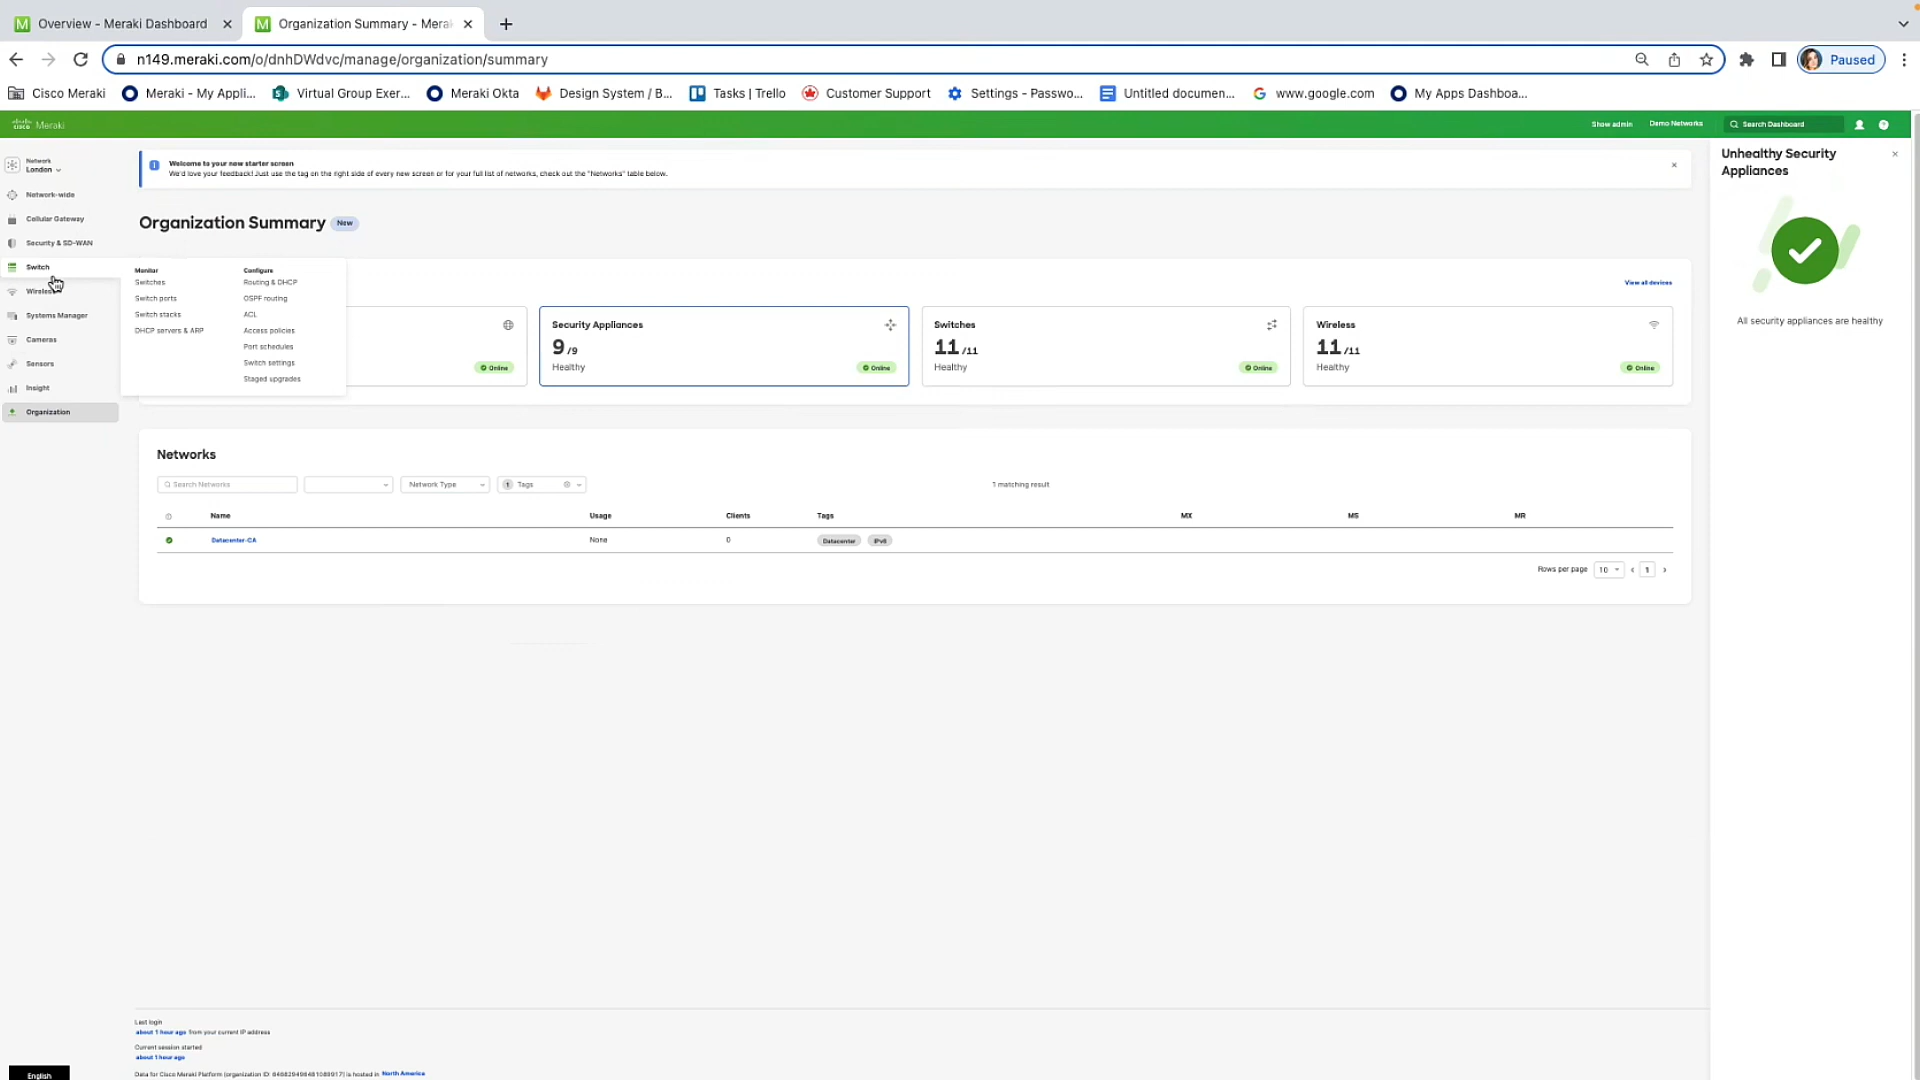 Overview - Meraki Dashboard
Organization Summary - Merak
n149.meraki.com/o/dnhDWdvc/manage/organization/summary
Paused
Cisco Meraki
Meraki - My Appli...
Virtual Group Exer...
Meraki Okta
Design System / B...
Tasks | Trello
Customer Support
Settings - Passwo...
Untitled documen...
www.google.com
My Apps Dashboa...
cisco Meraki
Show admin
Demo Networks
Search Dashboard
Network
London
Network-wide
Cellular Gateway
Security & SD-WAN
Switch
Wireless
Systems Manager
Cameras
Sensors
Insight
Organization
Monitor
Switches
Switch ports
Switch stacks
DHCP servers & ARP
Configure
Routing & DHCP
OSPF routing
ACL
Access policies
Port schedules
Switch settings
Staged upgrades
Welcome to your new starter screen
We'd love your feedback! Just use the tag on the right side of every new screen or for your full list of networks, check out the "Networks" table below.
Organization Summary New
View all devices
Online
Security Appliances
9 /9
Healthy
Online
Switches
11 /11
Healthy
Online
Wireless
11 /11
Healthy
Online
Networks
Search Networks
Network Type
1 Tags
1 matching result
Name Usage Clients Tags MX MS MR
Datacenter-CA None 0 Datacenter IPv6
Rows per page 10 1
Unhealthy Security
Appliances
All security appliances are healthy
Last login
about 1 hour ago from your current IP address
Current session started
about 1 hour ago
Data for Cisco Meraki Platform (organization ID: 646829496481089917) is hosted in North America
English